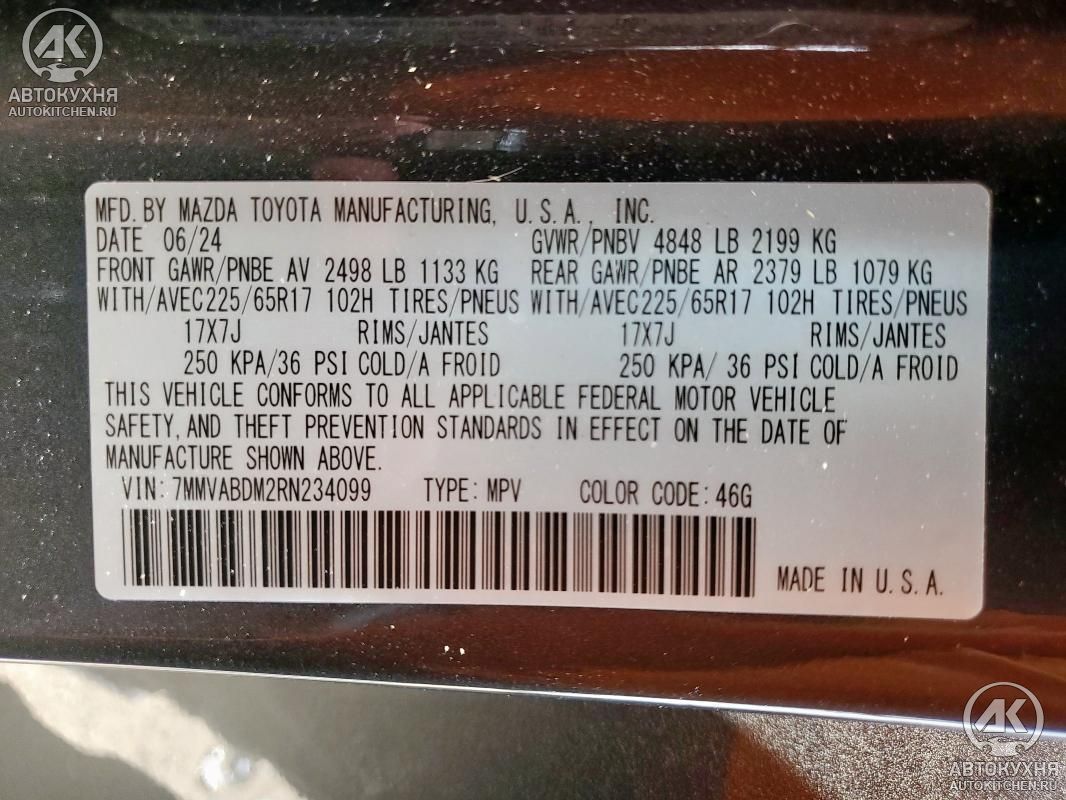 АК
АВТОКУХНЯ
AUTOKITCHEN.RU
MFD. BY MAZDA TOYOTA MANUFACTURING, U.S.A., INC.
DATE 06/24 GVWR/PNBV 4848 LB 2199 KG
FRONT GAWR/PNBE AV 2498 LB 1133 KG REAR GAWR/PNBE AR 2379 LB 1079 KG
WITH/AVEC225/65R17 102H TIRES/PNEUS WITH/AVEC225/65R17 102H TIRES/PNEUS
17X7J RIMS/JANTES 17X7J RIMS/JANTES
250 KPA/36 PSI COLD/A FROID 250 KPA/ 36 PSI COLD/A FROID
THIS VEHICLE CONFORMS TO ALL APPLICABLE FEDERAL MOTOR VEHICLE
SAFETY, AND THEFT PREVENTION STANDARDS IN EFFECT ON THE DATE OF
MANUFACTURE SHOWN ABOVE.
VIN: 7MMVABDM2RN234099 TYPE: MPV COLOR CODE: 46G
MADE IN U.S.A.
АК
АВТОКУХНЯ
AUTOKITCHEN.RU